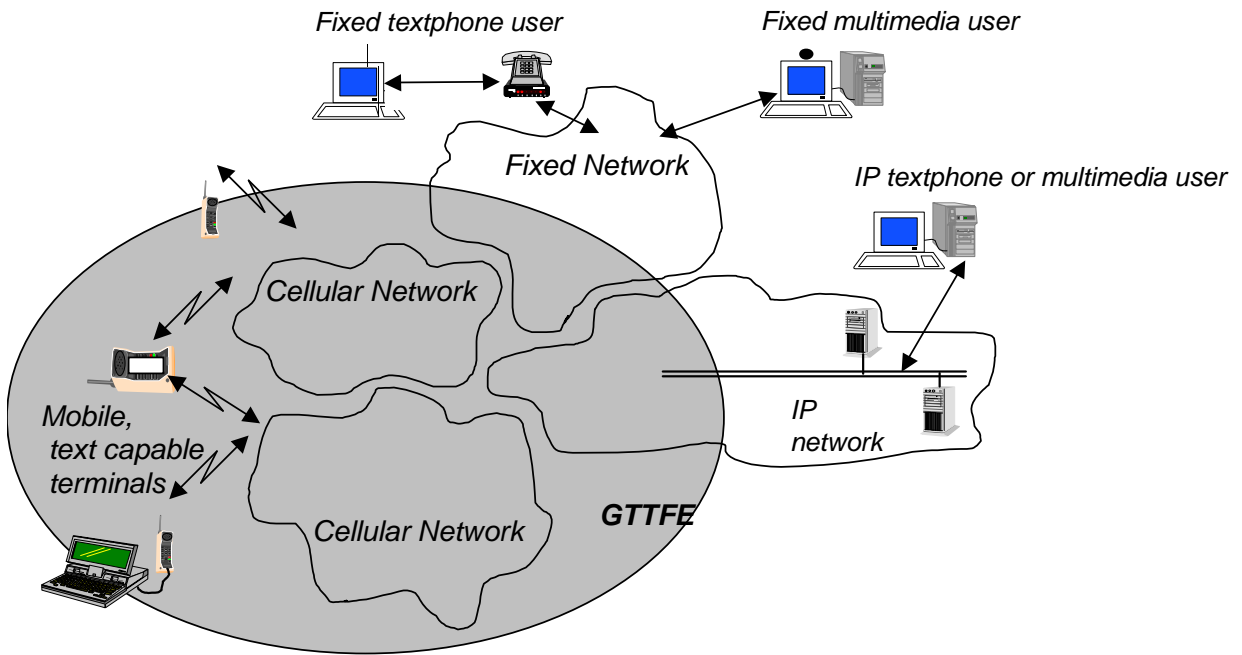 Fixed textphone user
Fixed multimedia user
Fixed Network
IP textphone or multimedia user
Cellular Network
Mobile,
text capable
terminals
IP
network
GTTFE
Cellular Network